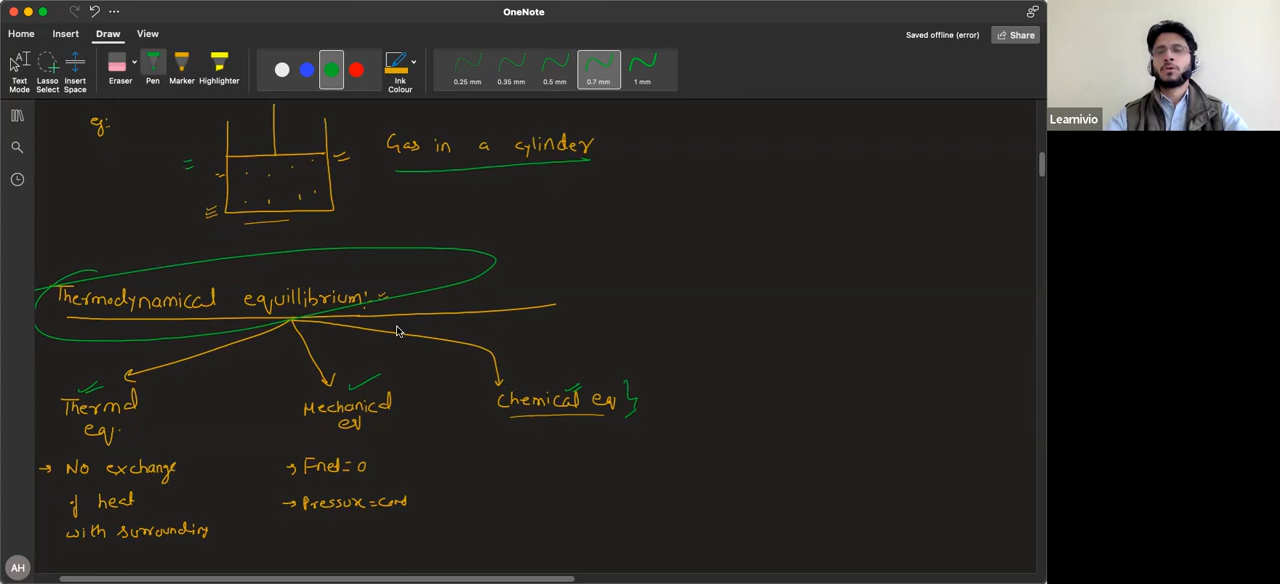 OneNote
Home Insert Draw View
Saved offline (error) Share
Text Mode
Lasso Select
Insert Space
Eraser
Pen
Marker
Highlighter
Ink Colour
0.25 mm 0.35 mm 0.5 mm 0.7 mm 1 mm
Learnivio
eg:
Gas in a cylinder
Thermodynamical equillibrium:-
Thermal eq.
Mechanical eq
Chemical eq
→ No exchange
of heat
with surrounding
→ Fnet = 0
→ Pressure = const
AH